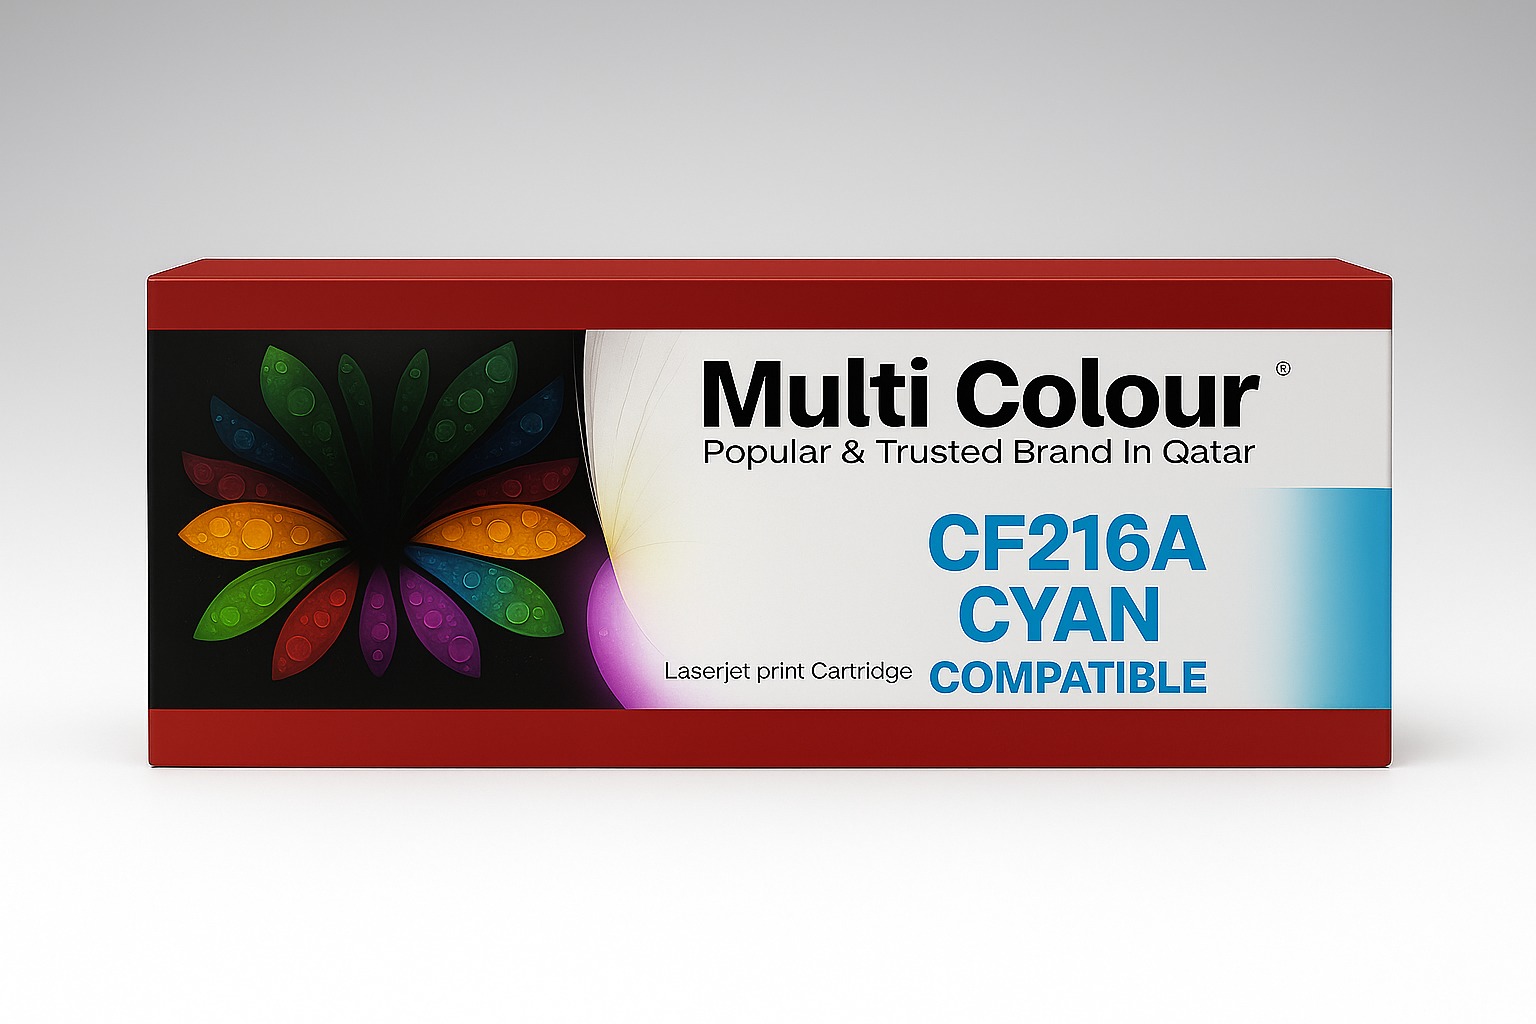 Multi Colour ®
Popular & Trusted Brand In Qatar
CF216A
CYAN
Laserjet print Cartridge COMPATIBLE